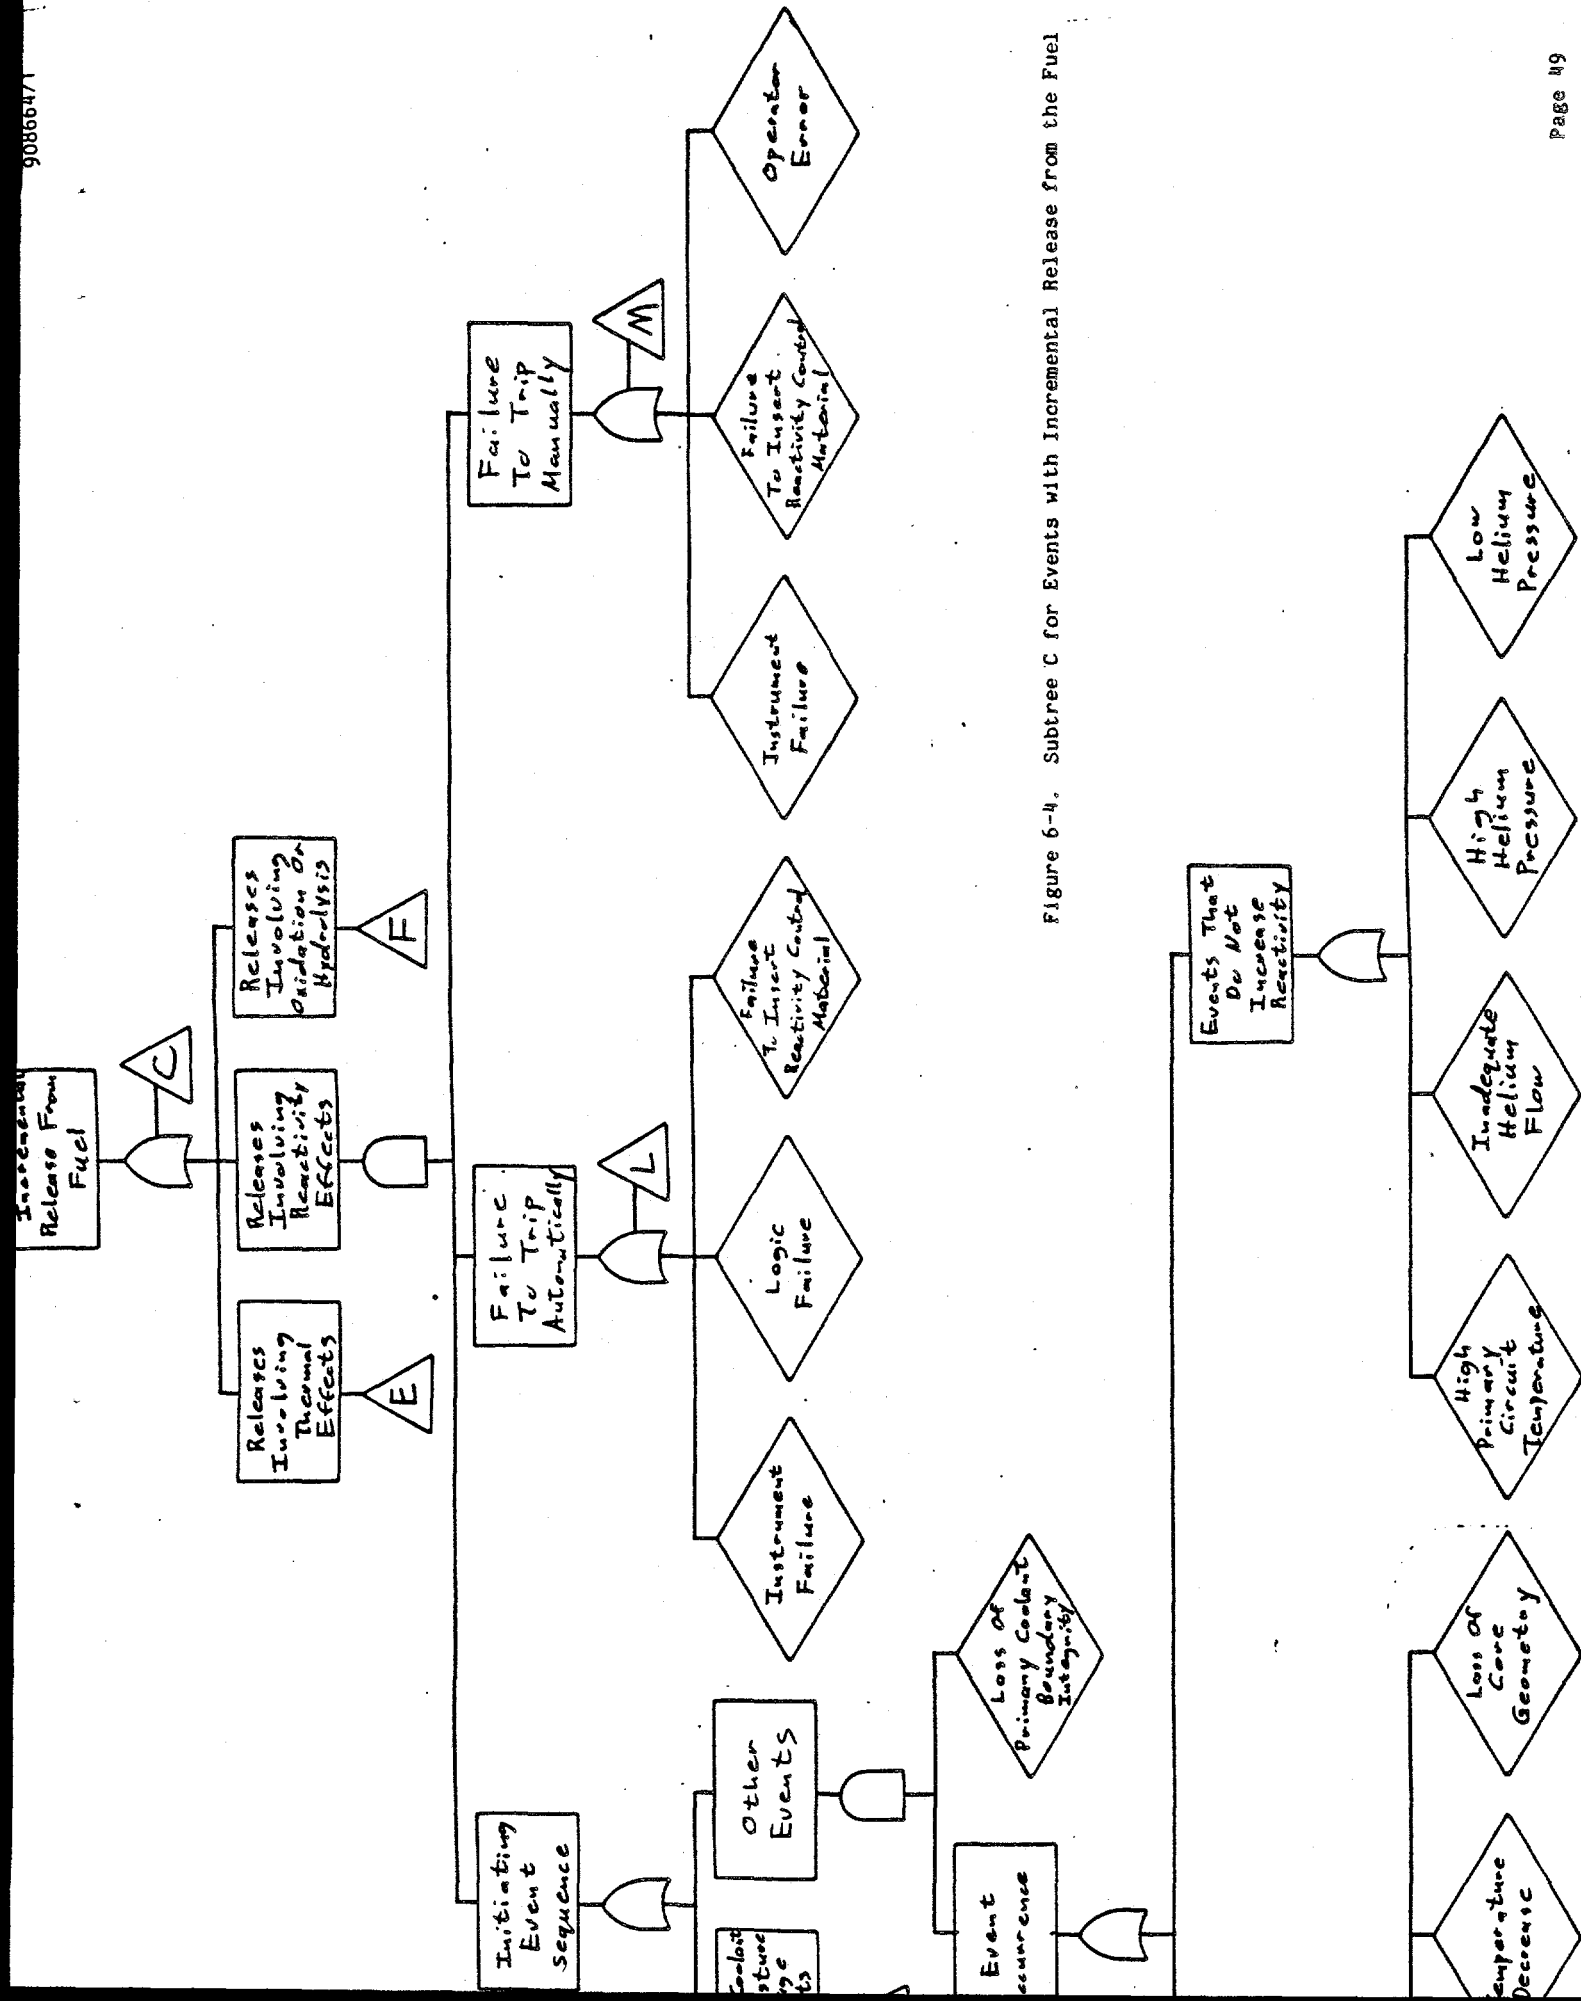 908664/1
Incremental
Release From
Fuel
C
Releases
Involving
Thermal
Effects
E
Releases
Involving
Reactivity
Effects
Releases
Involving
Oxidation Or
Hydrolysis
F
Initiating
Event
Sequence
Failure
To Trip
Automatically
L
Failure
To Trip
Manually
M
Other
Events
Instrument
Failure
Logic
Failure
Failure
To Insert
Reactivity Control
Material
Instrument
Failure
Failure
To Insert
Reactivity Control
Material
Operator
Error
Event
Loss Of
Primary Coolant
Boundary
Integrity
Figure 6-4. Subtree C for Events with Incremental Release from the Fuel
Events That
Do Not
Increase
Reactivity
Decrease
Loss Of
Core
Geometry
High
Primary
Circuit
Temperature
Inadequate
Helium
Flow
High
Helium
Pressure
Low
Helium
Pressure
Page 49